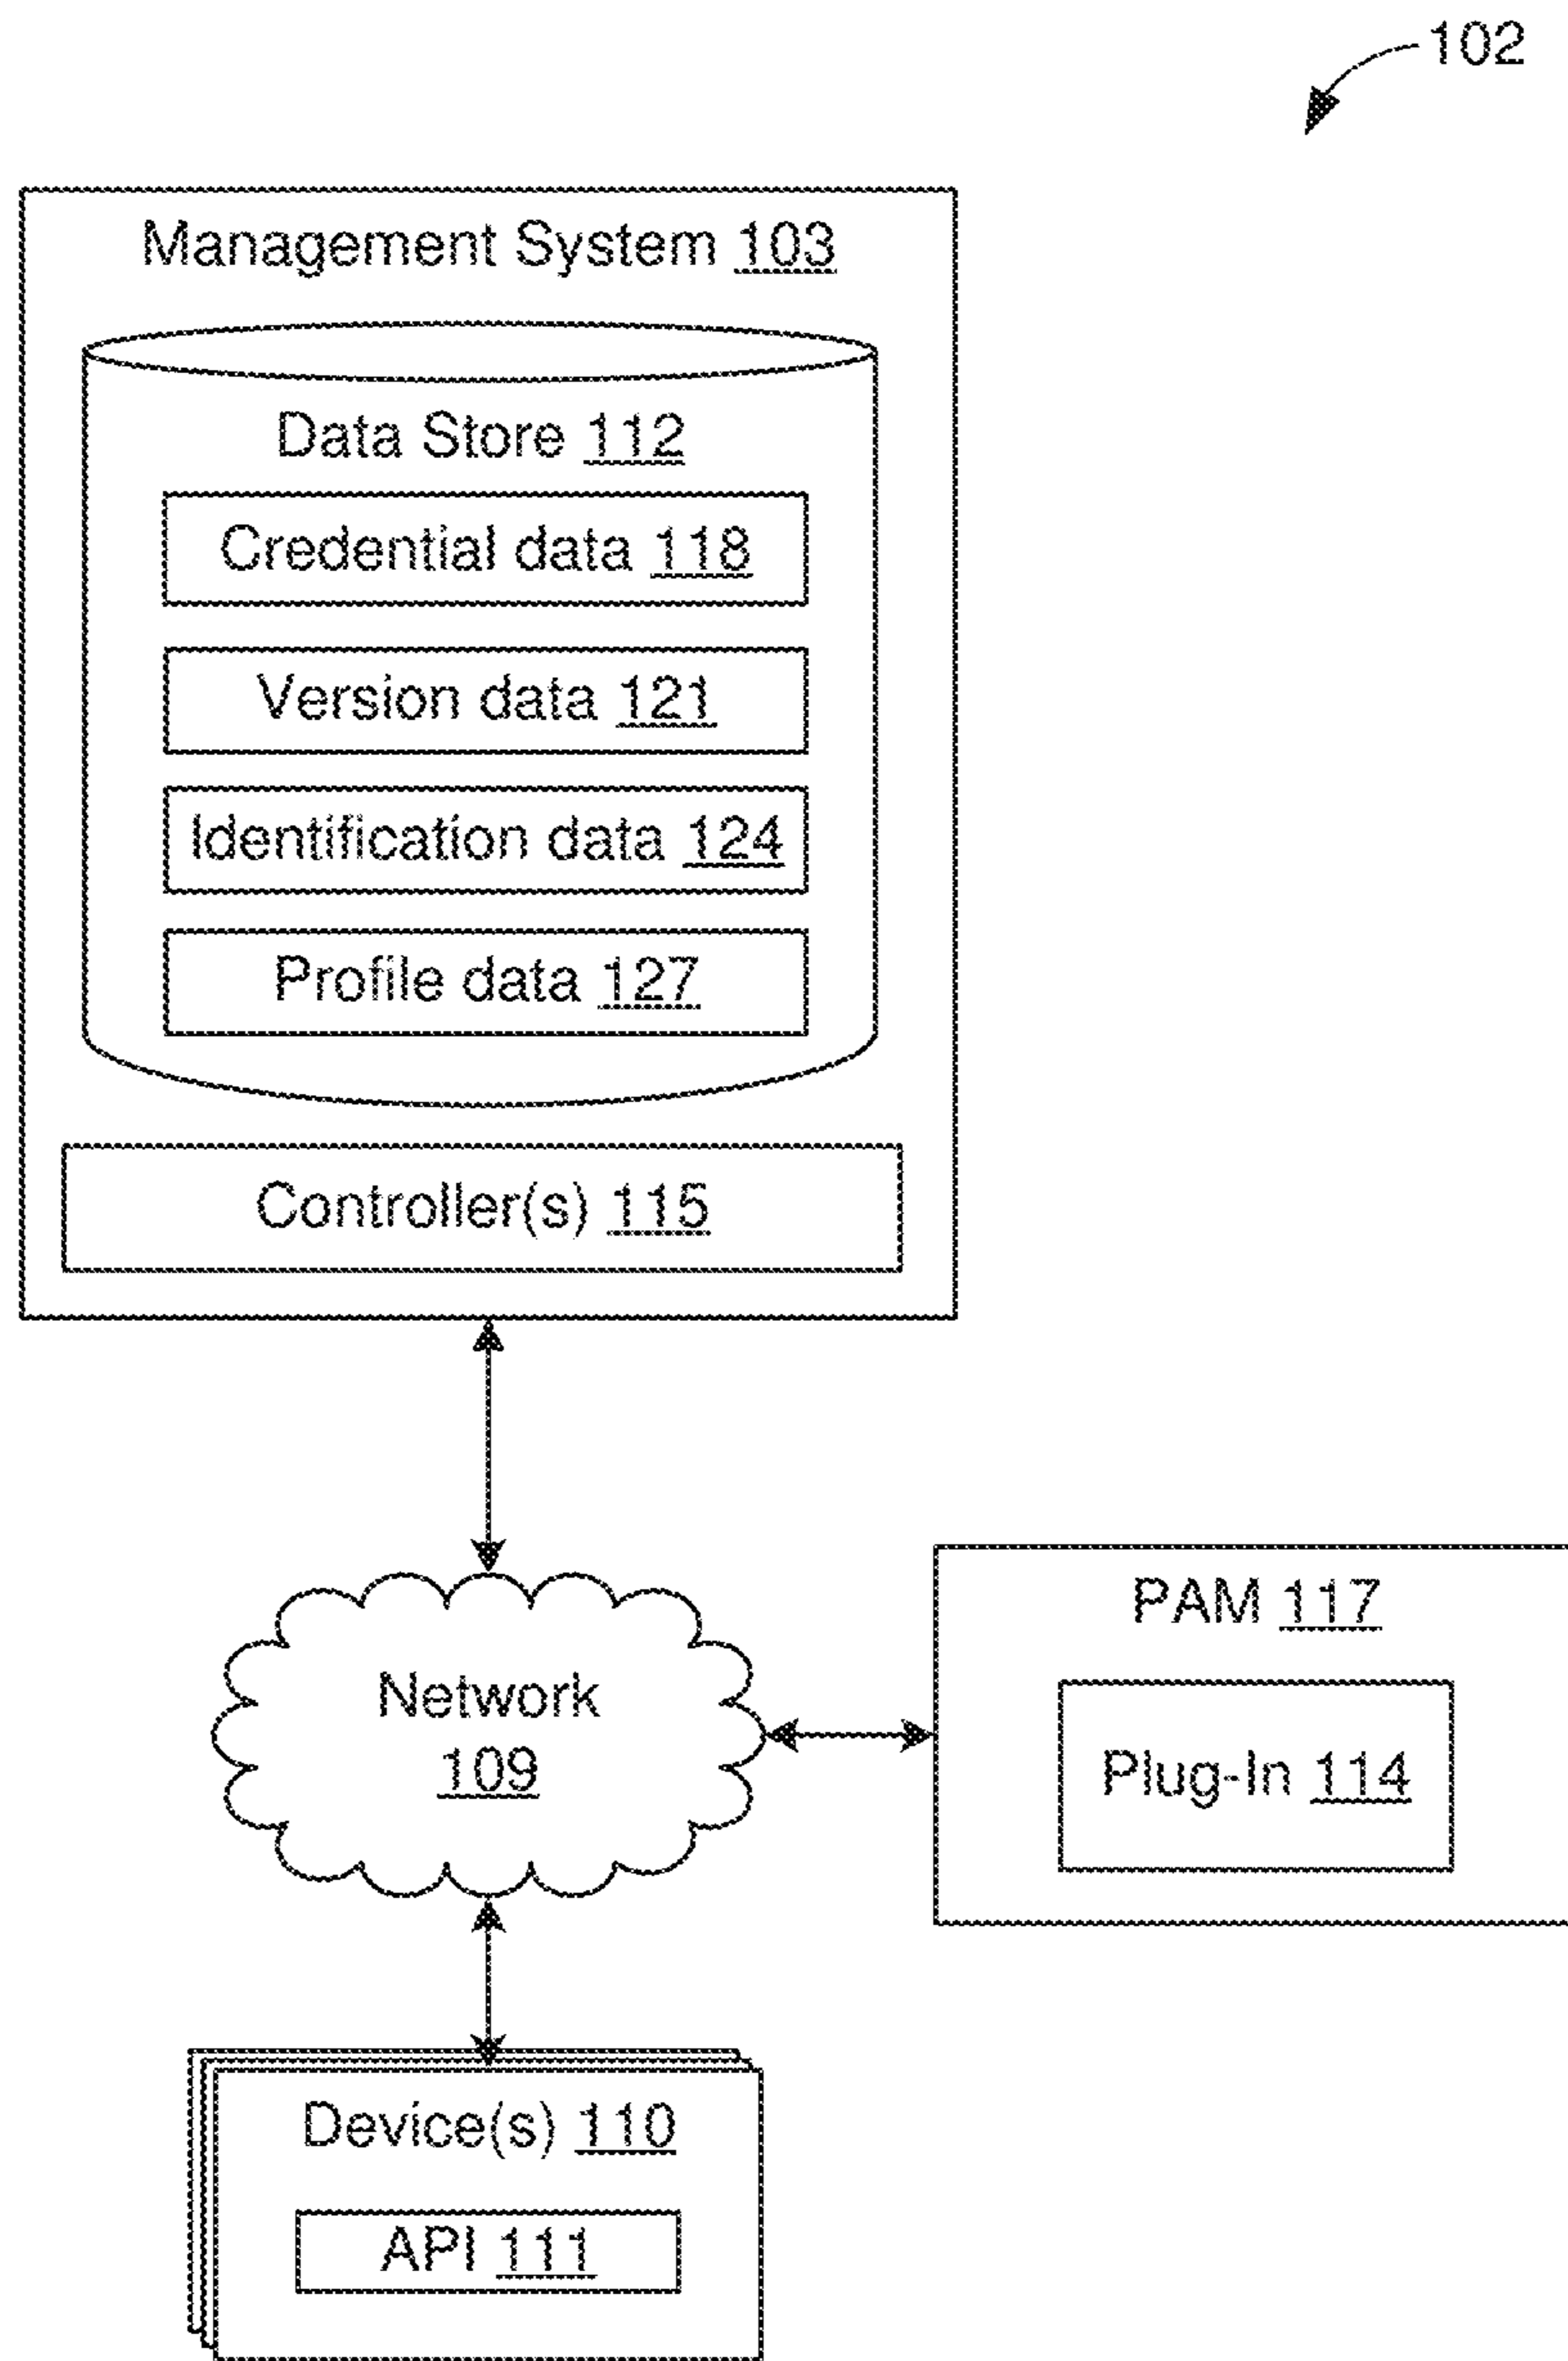 102
Management System 103
Data Store 112
Credential data 118
Version data 121
Identification data 124
Profile data 127
Controller(s) 115
Network
109
PAM 117
Plug-In 114
Device(s) 110
API 111